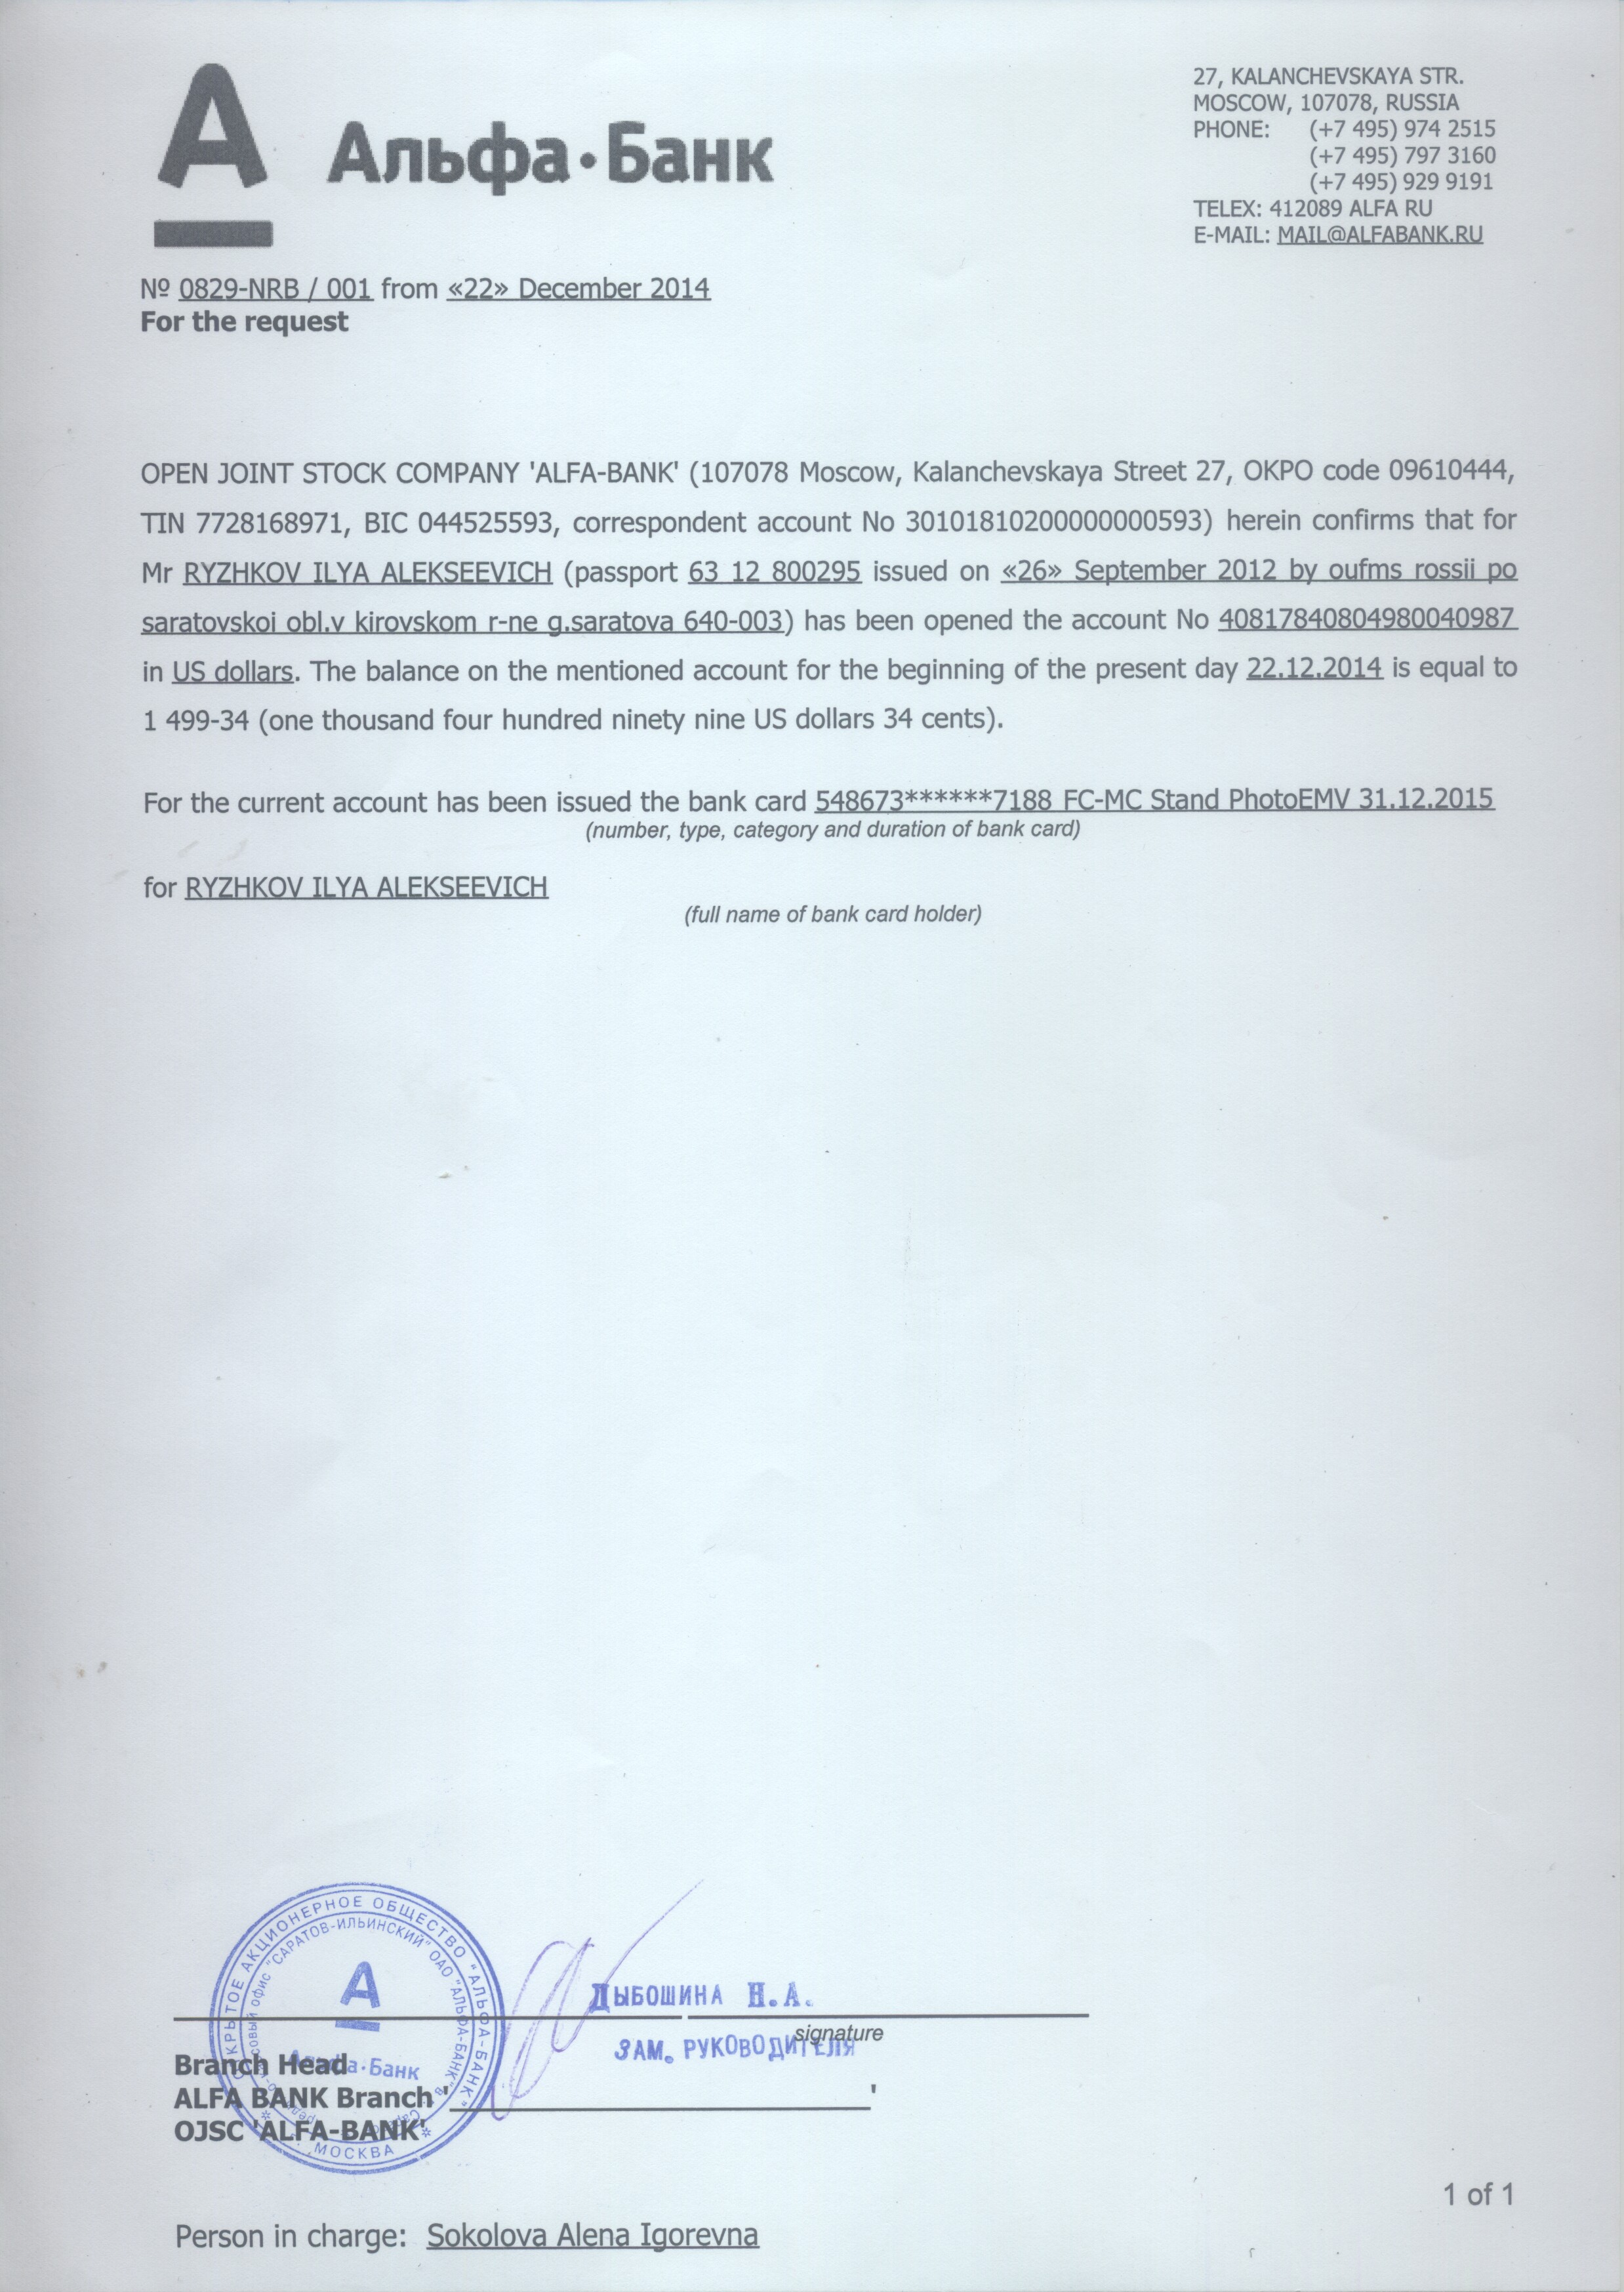 А
Альфа·Банк
27, KALANCHEVSKAYA STR.
MOSCOW, 107078, RUSSIA
PHONE: (+7 495) 974 2515
(+7 495) 797 3160
(+7 495) 929 9191
TELEX: 412089 ALFA RU
E-MAIL: MAIL@ALFABANK.RU
№ 0829-NRB / 001 from «22» December 2014
For the request
OPEN JOINT STOCK COMPANY 'ALFA-BANK' (107078 Moscow, Kalanchevskaya Street 27, OKPO code 09610444,
TIN 7728168971, BIC 044525593, correspondent account No 30101810200000000593) herein confirms that for
Mr RYZHKOV ILYA ALEKSEEVICH (passport 63 12 800295 issued on «26» September 2012 by oufms rossii po
saratovskoi obl.v kirovskom r-ne g.saratova 640-003) has been opened the account No 40817840804980040987
in US dollars. The balance on the mentioned account for the beginning of the present day 22.12.2014 is equal to
1 499-34 (one thousand four hundred ninety nine US dollars 34 cents).
For the current account has been issued the bank card 548673******7188 FC-MC Stand PhotoEMV 31.12.2015
(number, type, category and duration of bank card)
for RYZHKOV ILYA ALEKSEEVICH
(full name of bank card holder)
ОТКРЫТОЕ АКЦИОНЕРНОЕ ОБЩЕСТВО "АЛЬФА-БАНК"
офис "САРАТОВ-ИЛЬИНСКИЙ" ОАО "АЛЬФА-БАНК" в
А
Альфа·Банк
г. МОСКВА
ДЫБОШИНА Н.А.
signature
ЗАМ. РУКОВОДИТЕЛЯ
Branch Head
ALFA BANK Branch ' '
OJSC 'ALFA-BANK'
1 of 1
Person in charge: Sokolova Alena Igorevna